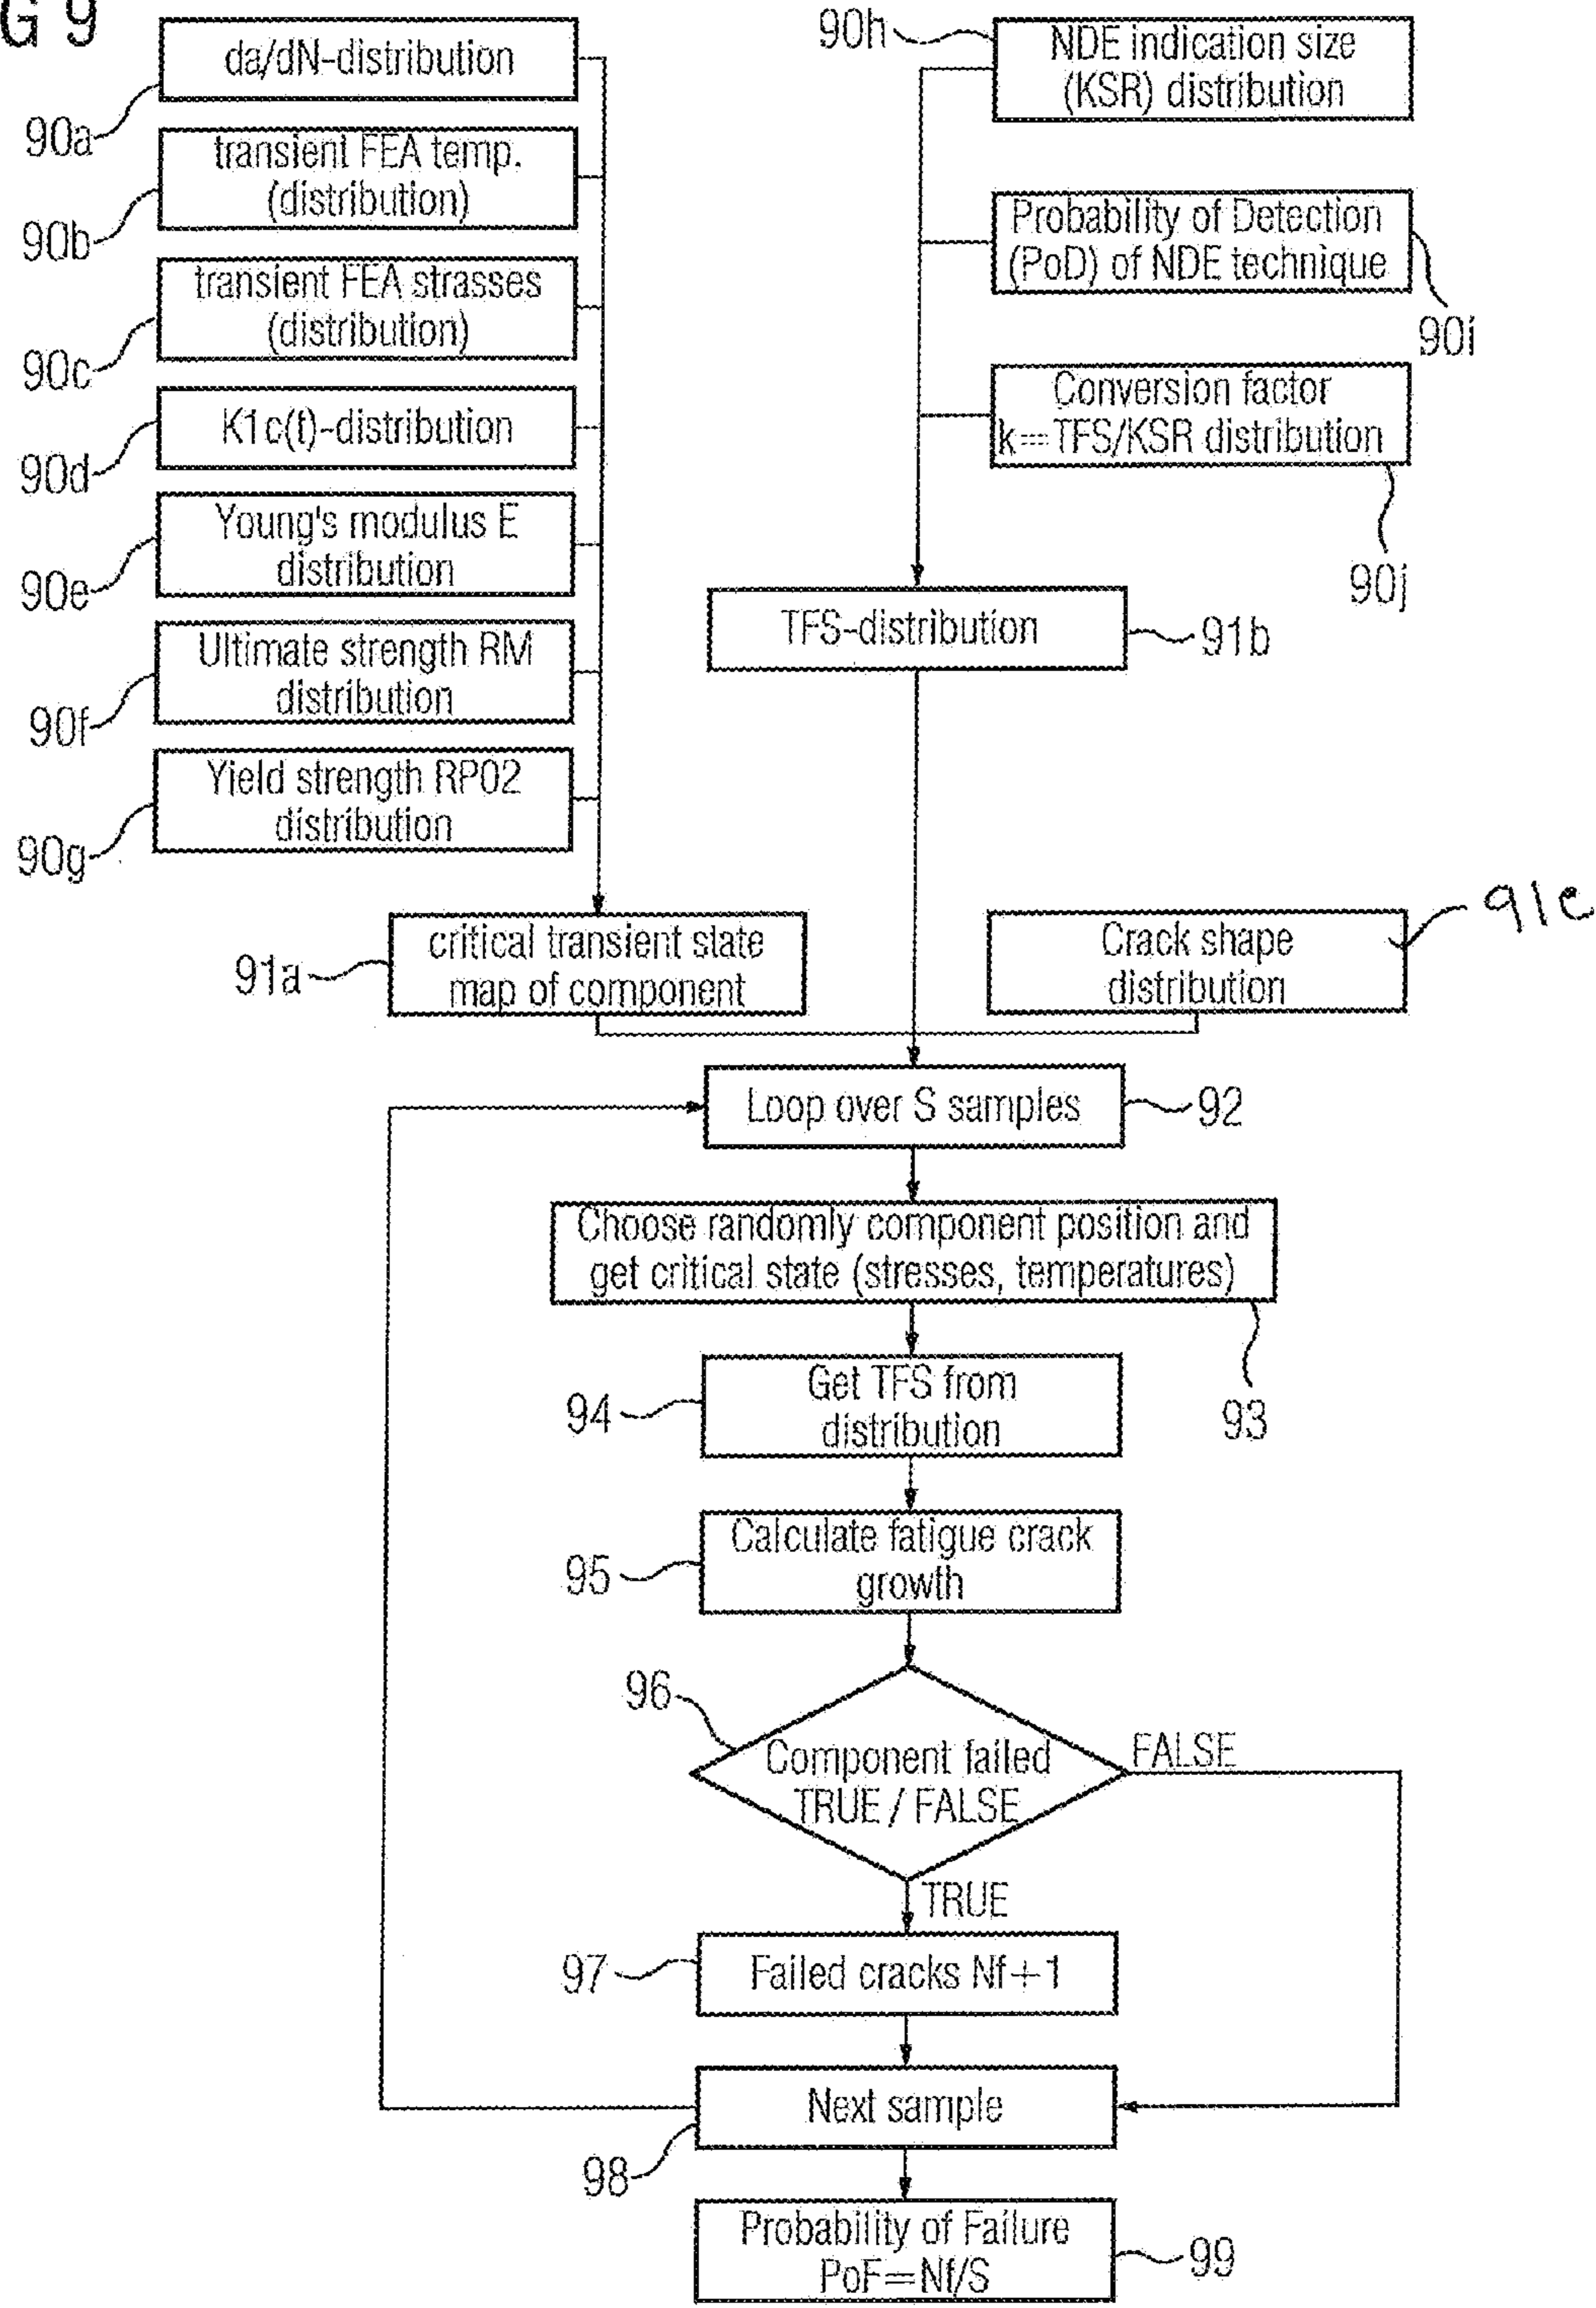 G 9
da/dN-distribution
90a
transient FEA temp.
(distribution)
90b
transient FEA strasses
(distribution)
90c
K1c(t)-distribution
90d
Young's modulus E
distribution
90e
Ultimate strength RM
distribution
90f
Yield strength RP02
distribution
90g
90h
NDE indication size
(KSR) distribution
Probability of Detection
(PoD) of NDE technique
90i
Conversion factor
k=TFS/KSR distribution
90j
TFS-distribution
91b
critical transient state
map of component
91a
Crack shape
distribution
91c
Loop over S samples
92
Choose randomly component position and
get critical state (stresses, temperatures)
93
Get TFS from
distribution
94
Calculate fatigue crack
growth
95
96
Component failed
TRUE / FALSE
FALSE
TRUE
97
Failed cracks Nf+1
Next sample
98
Probability of Failure
PoF=Nf/S
99